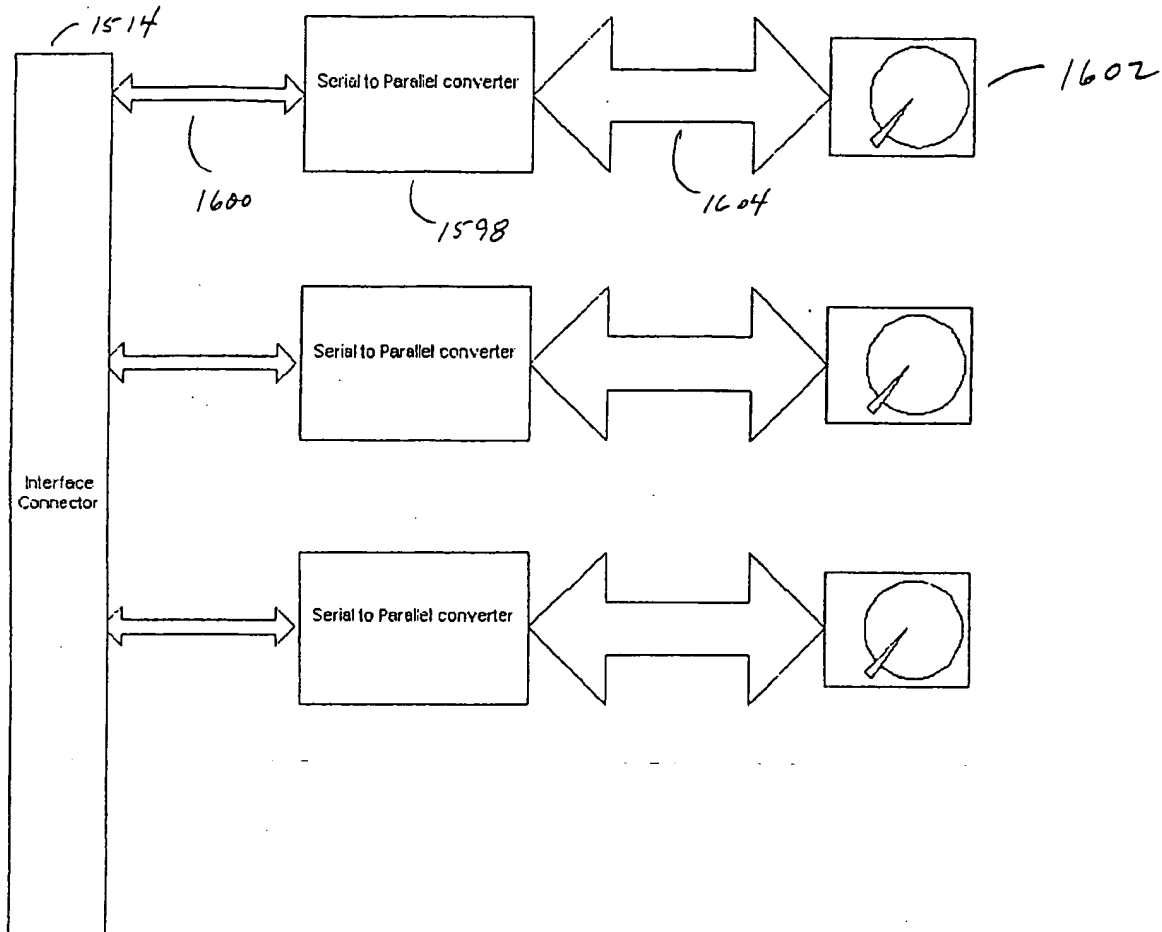 1514
Serial to Parallel converter
1602
1600
1598
1604
Serial to Parallel converter
Interface
Connector
Serial to Parallel converter